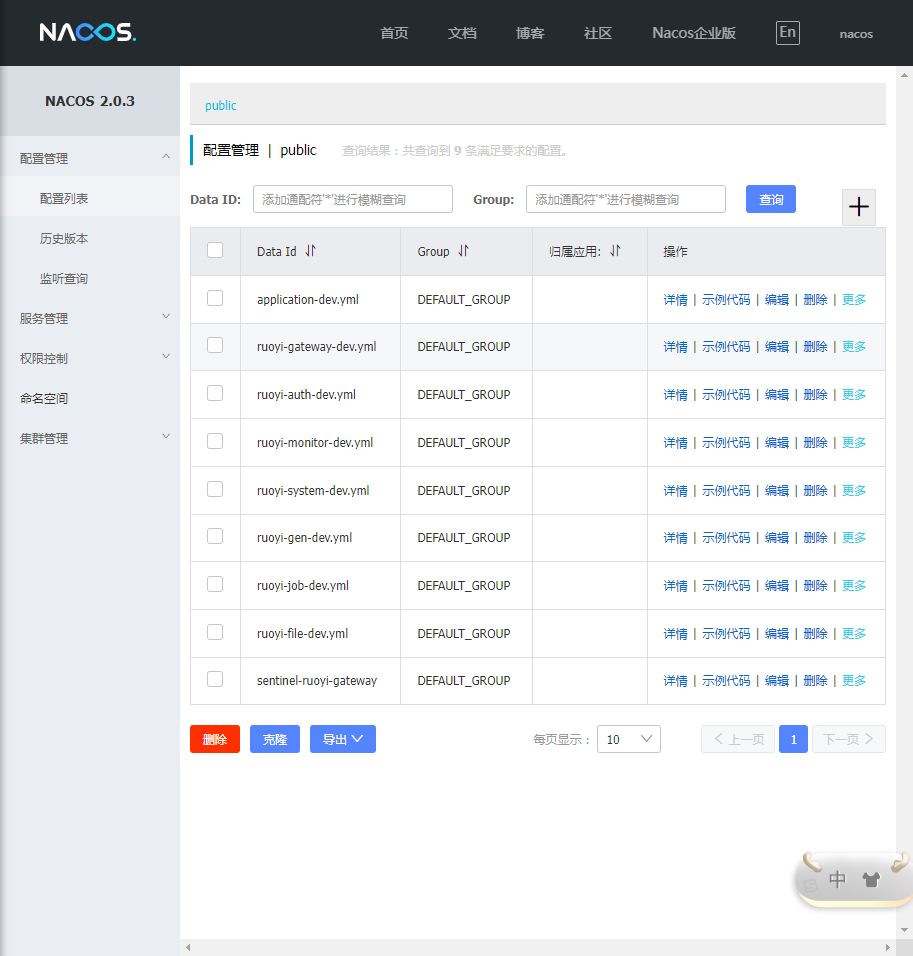 NACOS. 首页 文档 博客 社区 Nacos企业版 En nacos
NACOS 2.0.3
配置管理
配置列表
历史版本
监听查询
服务管理
权限控制
命名空间
集群管理
public
配置管理 | public 查询结果：共查询到 9 条满足要求的配置。
Data ID: 添加通配符'*'进行模糊查询 Group: 添加通配符'*'进行模糊查询 查询
Data Id Group 归属应用: 操作
application-dev.yml DEFAULT_GROUP 详情 | 示例代码 | 编辑 | 删除 | 更多
ruoyi-gateway-dev.yml DEFAULT_GROUP 详情 | 示例代码 | 编辑 | 删除 | 更多
ruoyi-auth-dev.yml DEFAULT_GROUP 详情 | 示例代码 | 编辑 | 删除 | 更多
ruoyi-monitor-dev.yml DEFAULT_GROUP 详情 | 示例代码 | 编辑 | 删除 | 更多
ruoyi-system-dev.yml DEFAULT_GROUP 详情 | 示例代码 | 编辑 | 删除 | 更多
ruoyi-gen-dev.yml DEFAULT_GROUP 详情 | 示例代码 | 编辑 | 删除 | 更多
ruoyi-job-dev.yml DEFAULT_GROUP 详情 | 示例代码 | 编辑 | 删除 | 更多
ruoyi-file-dev.yml DEFAULT_GROUP 详情 | 示例代码 | 编辑 | 删除 | 更多
sentinel-ruoyi-gateway DEFAULT_GROUP 详情 | 示例代码 | 编辑 | 删除 | 更多
删除 克隆 导出 每页显示： 10 上一页 1 下一页
中